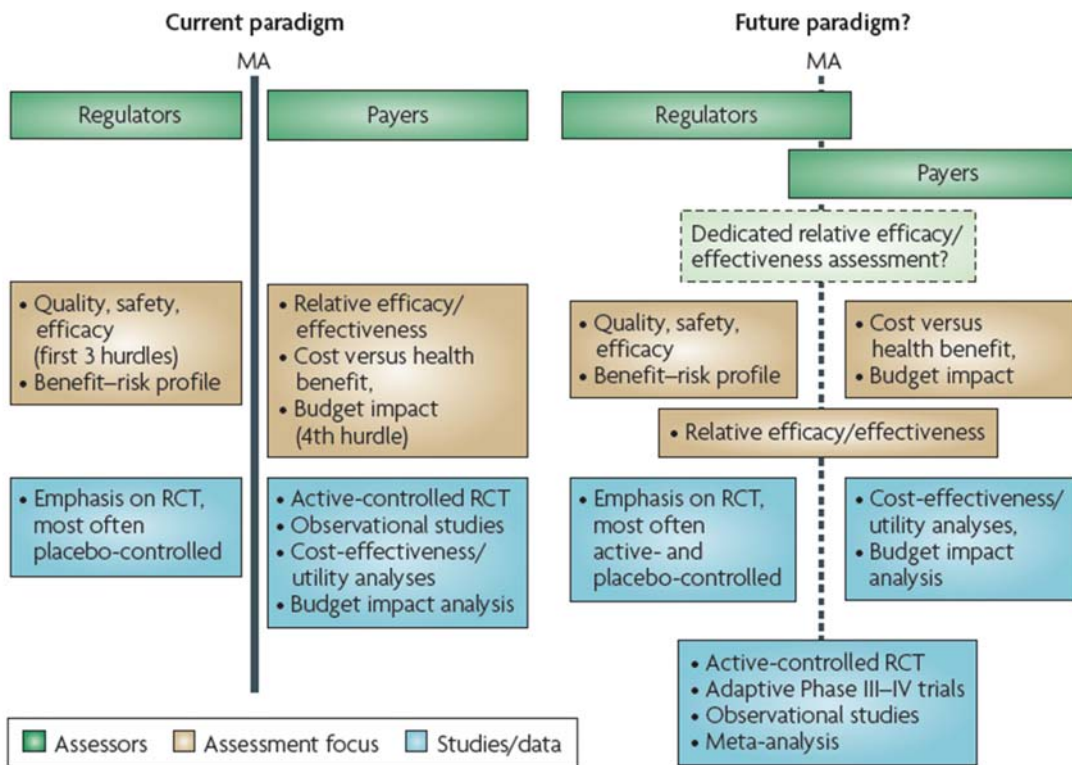 Current paradigm
MA
Regulators
Payers
• Quality, safety,
efficacy
(first 3 hurdles)
• Benefit–risk profile
• Relative efficacy/
effectiveness
• Cost versus health
benefit,
• Budget impact
(4th hurdle)
• Emphasis on RCT,
most often
placebo-controlled
• Active-controlled RCT
• Observational studies
• Cost-effectiveness/
utility analyses
• Budget impact analysis
Future paradigm?
MA
Regulators
Payers
Dedicated relative efficacy/
effectiveness assessment?
• Quality, safety,
efficacy
• Benefit–risk profile
• Cost versus
health benefit,
• Budget impact
• Relative efficacy/effectiveness
• Emphasis on RCT,
most often
active- and
placebo-controlled
• Cost-effectiveness/
utility analyses,
• Budget impact
analysis
• Active-controlled RCT
• Adaptive Phase III–IV trials
• Observational studies
• Meta-analysis
Assessors
Assessment focus
Studies/data